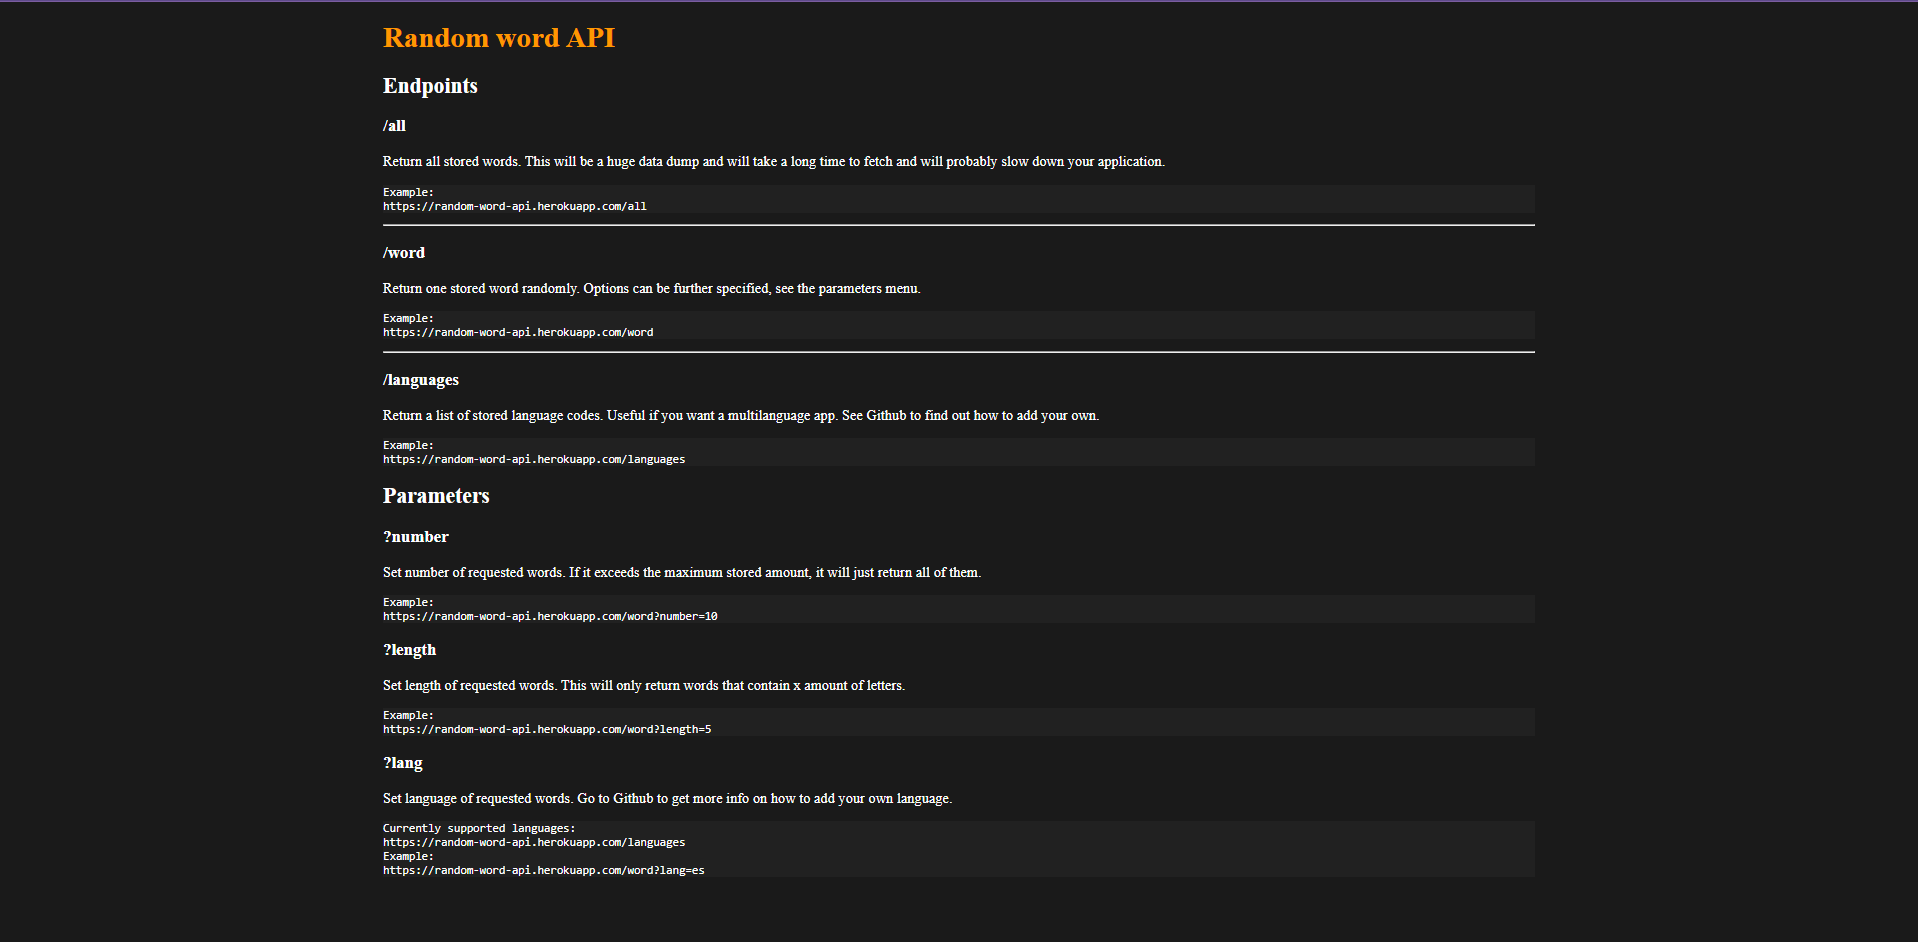 Random word API
Endpoints
/all
Return all stored words. This will be a huge data dump and will take a long time to fetch and will probably slow down your application.
Example:
https://random-word-api.herokuapp.com/all
/word
Return one stored word randomly. Options can be further specified, see the parameters menu.
Example:
https://random-word-api.herokuapp.com/word
/languages
Return a list of stored language codes. Useful if you want a multilanguage app. See Github to find out how to add your own.
Example:
https://random-word-api.herokuapp.com/languages
Parameters
?number
Set number of requested words. If it exceeds the maximum stored amount, it will just return all of them.
Example:
https://random-word-api.herokuapp.com/word?number=10
?length
Set length of requested words. This will only return words that contain x amount of letters.
Example:
https://random-word-api.herokuapp.com/word?length=5
?lang
Set language of requested words. Go to Github to get more info on how to add your own language.
Currently supported languages:
https://random-word-api.herokuapp.com/languages
Example:
https://random-word-api.herokuapp.com/word?lang=es